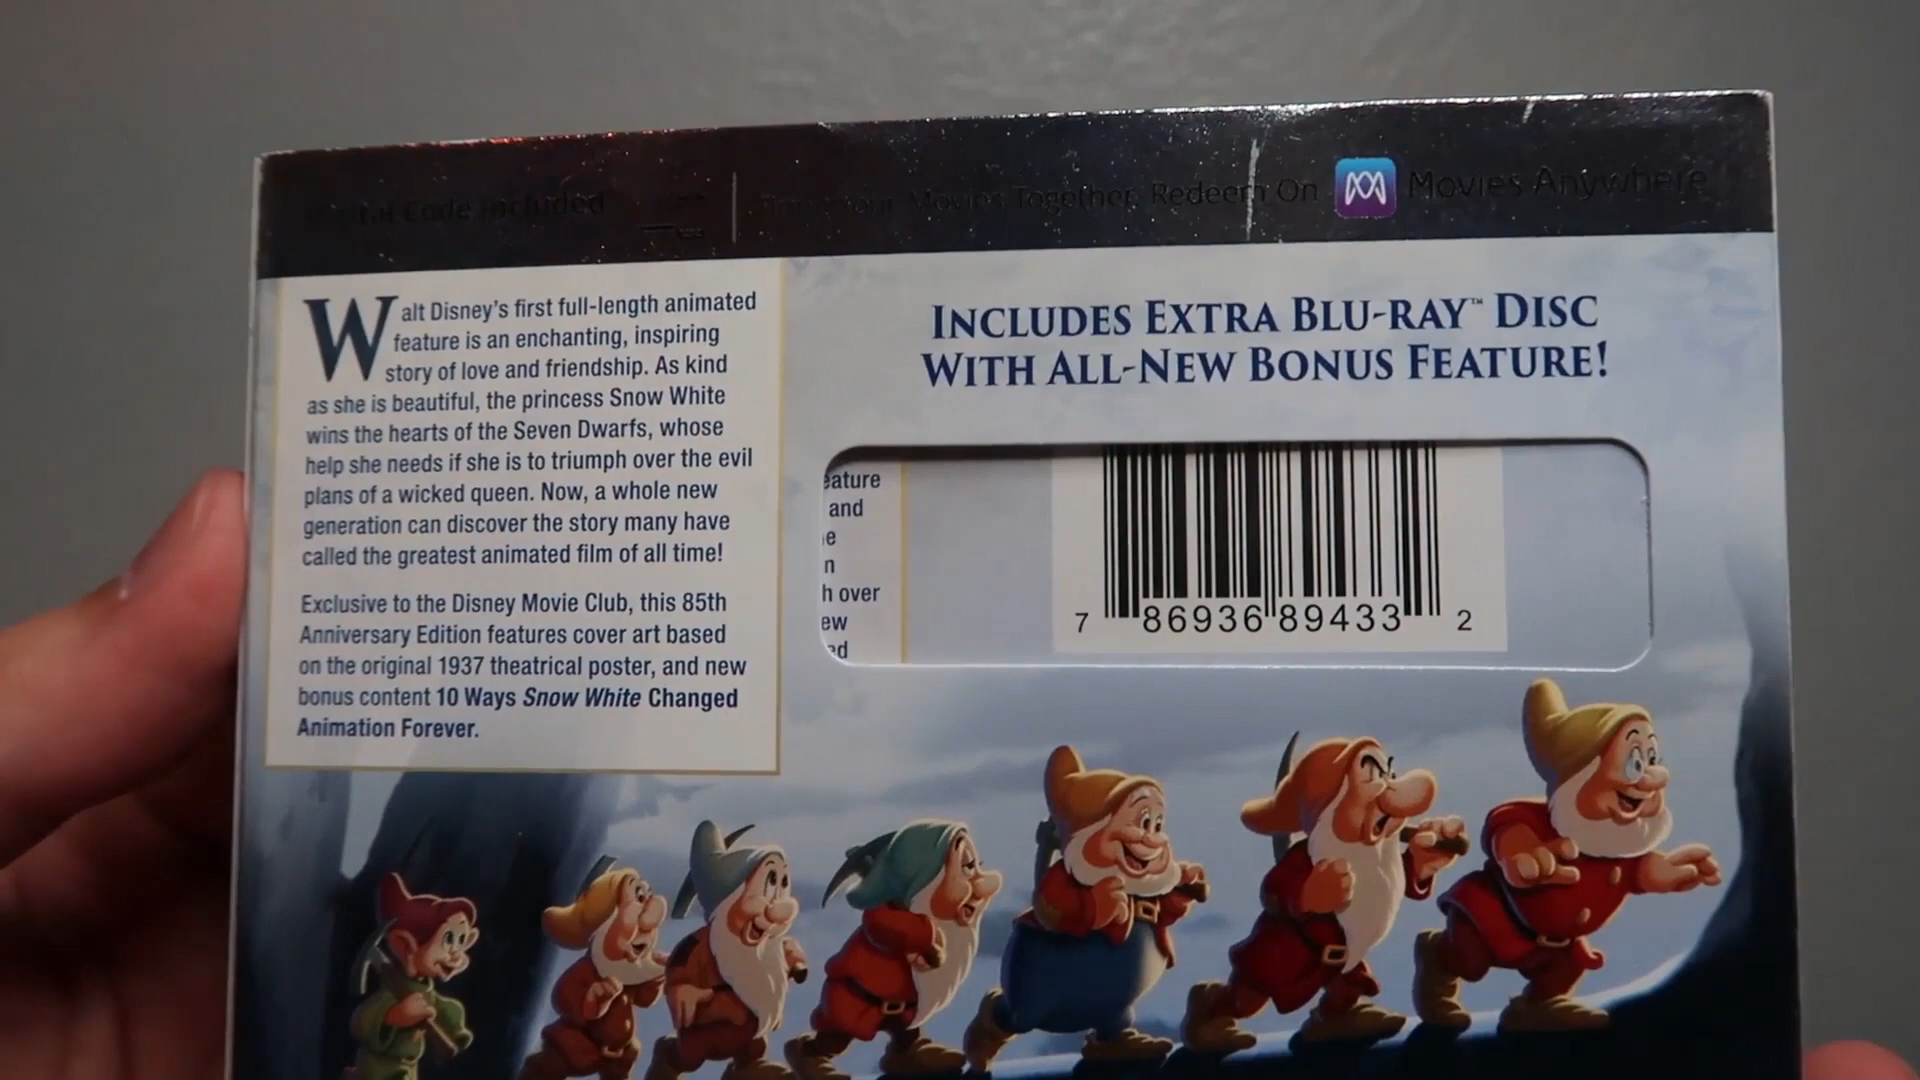 Digital Code Included
Your Movies Together. Redeem On Movies Anywhere
Walt Disney's first full-length animated
feature is an enchanting, inspiring
story of love and friendship. As kind
as she is beautiful, the princess Snow White
wins the hearts of the Seven Dwarfs, whose
help she needs if she is to triumph over the evil
plans of a wicked queen. Now, a whole new
generation can discover the story many have
called the greatest animated film of all time!
Exclusive to the Disney Movie Club, this 85th
Anniversary Edition features cover art based
on the original 1937 theatrical poster, and new
bonus content 10 Ways Snow White Changed
Animation Forever.
INCLUDES EXTRA BLU-RAY™ DISC
WITH ALL-NEW BONUS FEATURE!
eature
and
e
n
h over
ew
ed
7 86936 89433 2